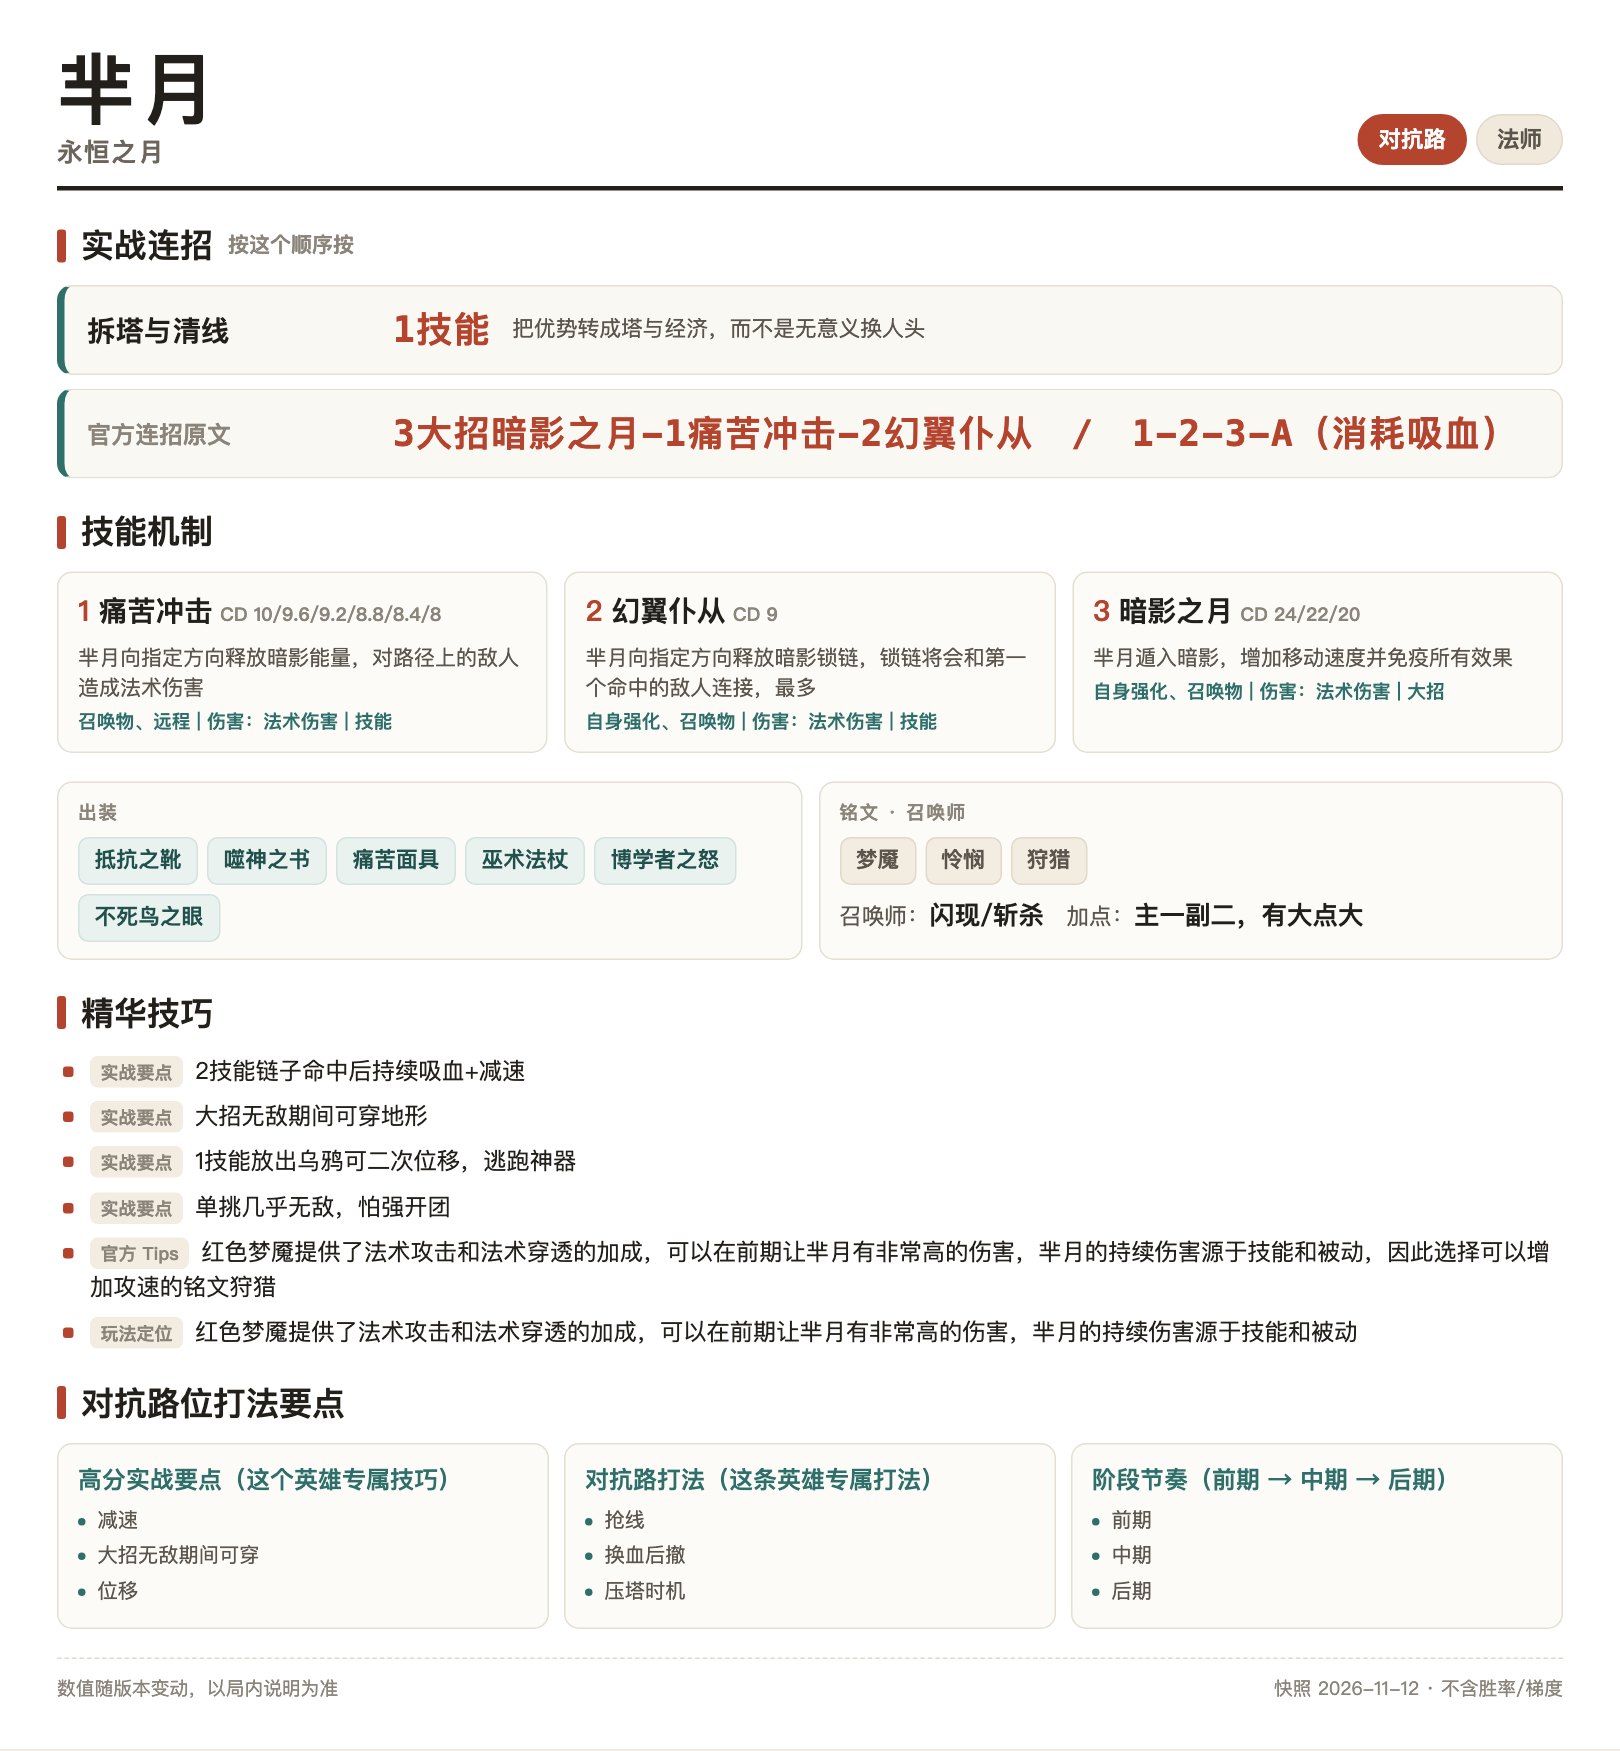 芈月
永恒之月
对抗路 法师
实战连招 按这个顺序按
拆塔与清线 1技能 把优势转成塔与经济，而不是无意义换人头
官方连招原文 3大招暗影之月-1痛苦冲击-2幻翼仆从 / 1-2-3-A（消耗吸血）
技能机制
1 痛苦冲击 CD 10/9.6/9.2/8.8/8.4/8
芈月向指定方向释放暗影能量，对路径上的敌人
造成法术伤害
召唤物、远程 | 伤害：法术伤害 | 技能
2 幻翼仆从 CD 9
芈月向指定方向释放暗影锁链，锁链将会和第一
个命中的敌人连接，最多
自身强化、召唤物 | 伤害：法术伤害 | 技能
3 暗影之月 CD 24/22/20
芈月遁入暗影，增加移动速度并免疫所有效果
自身强化、召唤物 | 伤害：法术伤害 | 大招
出装
抵抗之靴 噬神之书 痛苦面具 巫术法杖 博学者之怒
不死鸟之眼
铭文 · 召唤师
梦魇 怜悯 狩猎
召唤师：闪现/斩杀 加点：主一副二，有大点大
精华技巧
实战要点 2技能链子命中后持续吸血+减速
实战要点 大招无敌期间可穿地形
实战要点 1技能放出乌鸦可二次位移，逃跑神器
实战要点 单挑几乎无敌，怕强开团
官方 Tips 红色梦魇提供了法术攻击和法术穿透的加成，可以在前期让芈月有非常高的伤害，芈月的持续伤害源于技能和被动，因此选择可以增
加攻速的铭文狩猎
玩法定位 红色梦魇提供了法术攻击和法术穿透的加成，可以在前期让芈月有非常高的伤害，芈月的持续伤害源于技能和被动
对抗路位打法要点
高分实战要点（这个英雄专属技巧）
减速
大招无敌期间可穿
位移
对抗路打法（这条英雄专属打法）
抢线
换血后撤
压塔时机
阶段节奏（前期 → 中期 → 后期）
前期
中期
后期
数值随版本变动，以局内说明为准
快照 2026-11-12 · 不含胜率/梯度